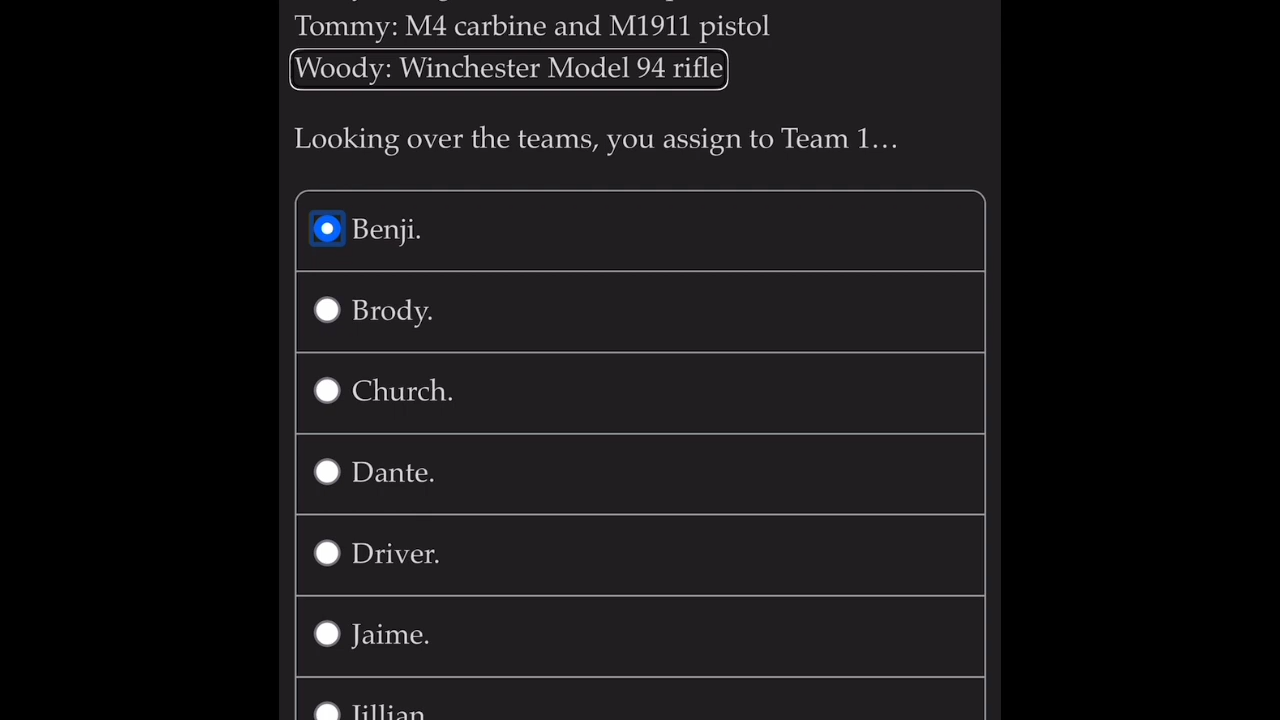 Tommy: M4 carbine and M1911 pistol
Woody: Winchester Model 94 rifle
Looking over the teams, you assign to Team 1…
Benji.
Brody.
Church.
Dante.
Driver.
Jaime.
Jillian